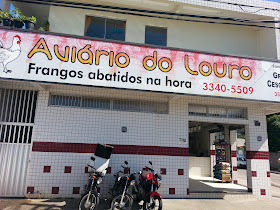 Aviário do Louro
Frangos abatidos na hora 3340-5509